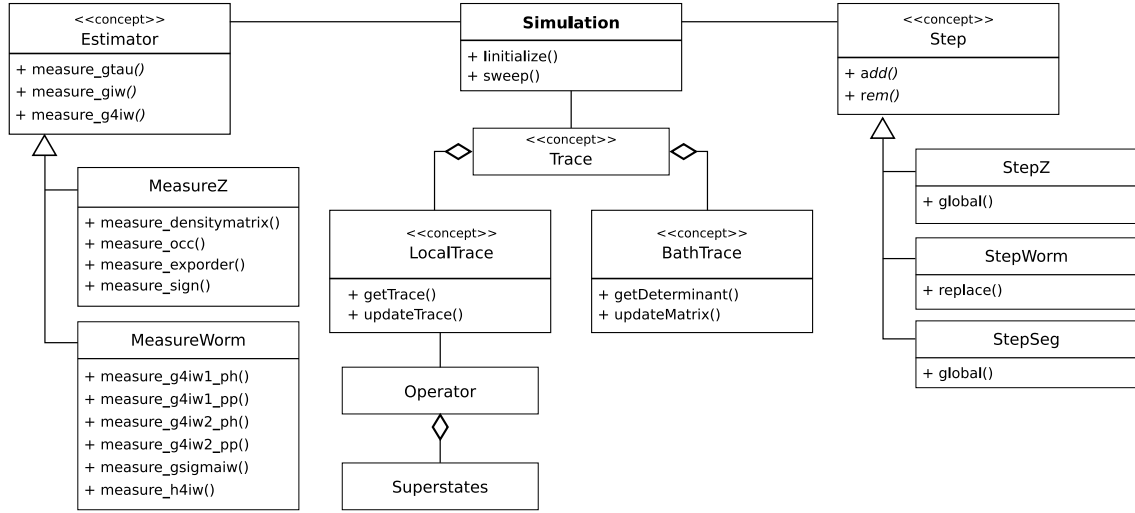 <<concept>>
Estimator
+ measure_gtau()
+ measure_giw()
+ measure_g4iw()
Simulation
+ Iinitialize()
+ sweep()
<<concept>>
Step
+ add()
+ rem()
<<concept>>
Trace
MeasureZ
+ measure_densitymatrix()
+ measure_occ()
+ measure_exporder()
+ measure_sign()
<<concept>>
LocalTrace
+ getTrace()
+ updateTrace()
<<concept>>
BathTrace
+ getDeterminant()
+ updateMatrix()
StepZ
+ global()
StepWorm
+ replace()
StepSeg
+ global()
MeasureWorm
+ measure_g4iw1_ph()
+ measure_g4iw1_pp()
+ measure_g4iw2_ph()
+ measure_g4iw2_pp()
+ measure_gsigmaiw()
+ measure_h4iw()
Operator
Superstates